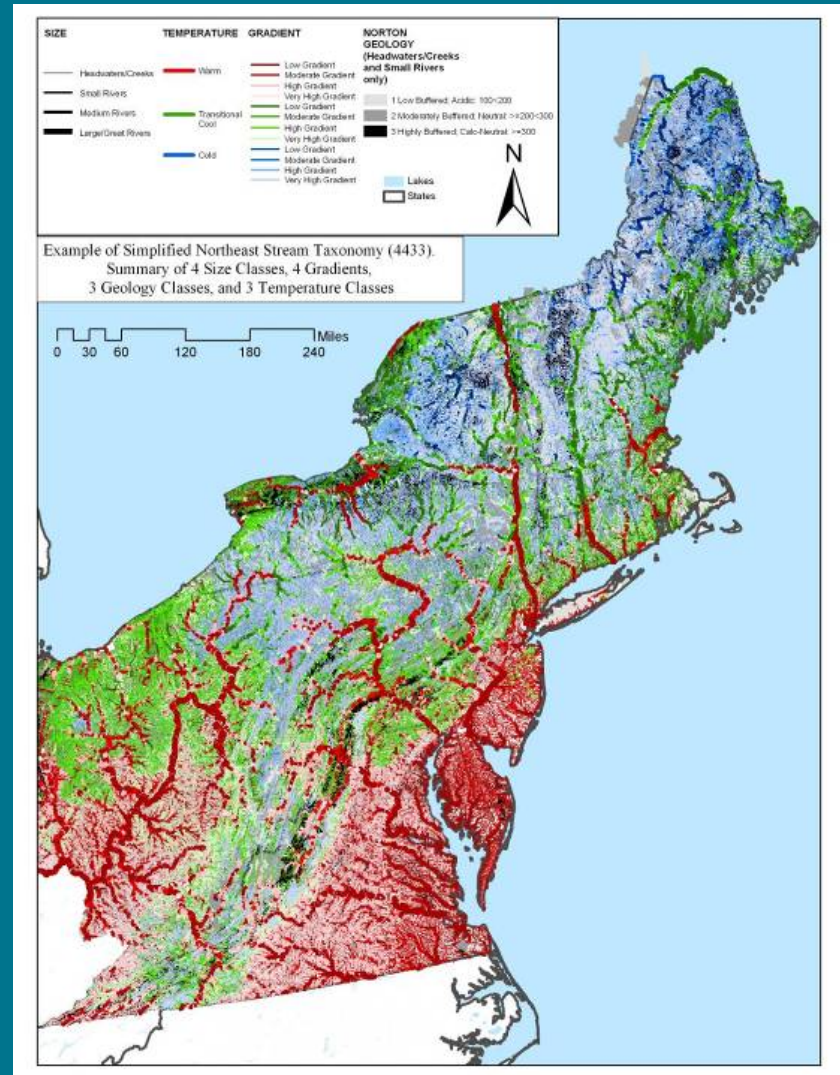 SIZE
Headwaters/Creeks
Small Rivers
Medium Rivers
Large/Great Rivers
TEMPERATURE
Warm
Transitional
Cool
Cold
GRADIENT
Low Gradient
Moderate Gradient
High Gradient
Very High Gradient
Low Gradient
Moderate Gradient
High Gradient
Very High Gradient
Low Gradient
Moderate Gradient
High Gradient
Very High Gradient
NORTON
GEOLOGY
(Headwaters/Creeks
and Small Rivers
only)
1 Low Buffered; Acidic: 100<200
2 Moderately Buffered; Neutral: >=200<300
3 Highly Buffered; Calc-Neutral: >=300
Lakes
States
N
Example of Simplified Northeast Stream Taxonomy (4433).
Summary of 4 Size Classes, 4 Gradients,
3 Geology Classes, and 3 Temperature Classes
Miles
0 30 60 120 180 240